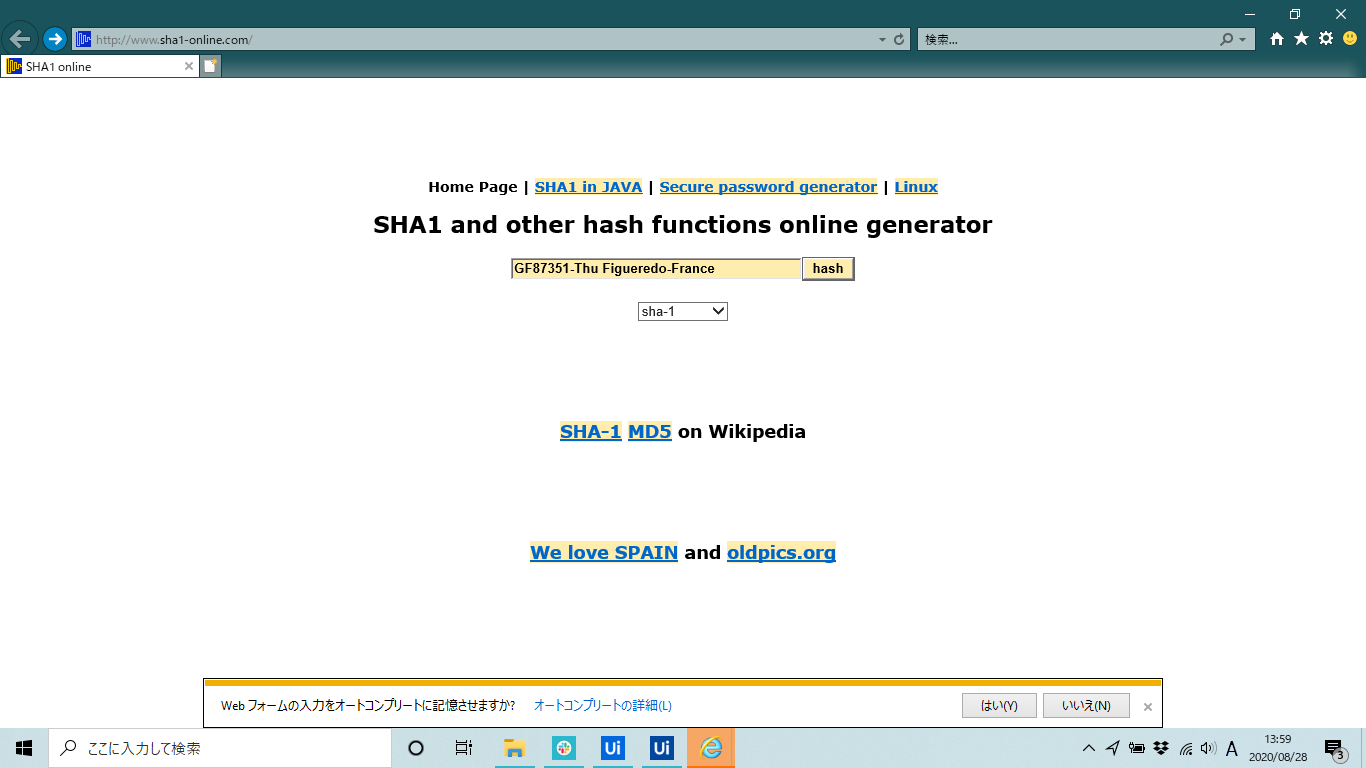 http://www.sha1-online.com/
検索...
SHA1 online
Home Page | SHA1 in JAVA | Secure password generator | Linux
SHA1 and other hash functions online generator
GF87351-Thu Figueredo-France hash
sha-1
SHA-1 MD5 on Wikipedia
We love SPAIN and oldpics.org
Web フォームの入力をオートコンプリートに記憶させますか? オートコンプリートの詳細(L) はい(Y) いいえ(N)
ここに入力して検索
Ui
Ui
A
13:59
2020/08/28
3